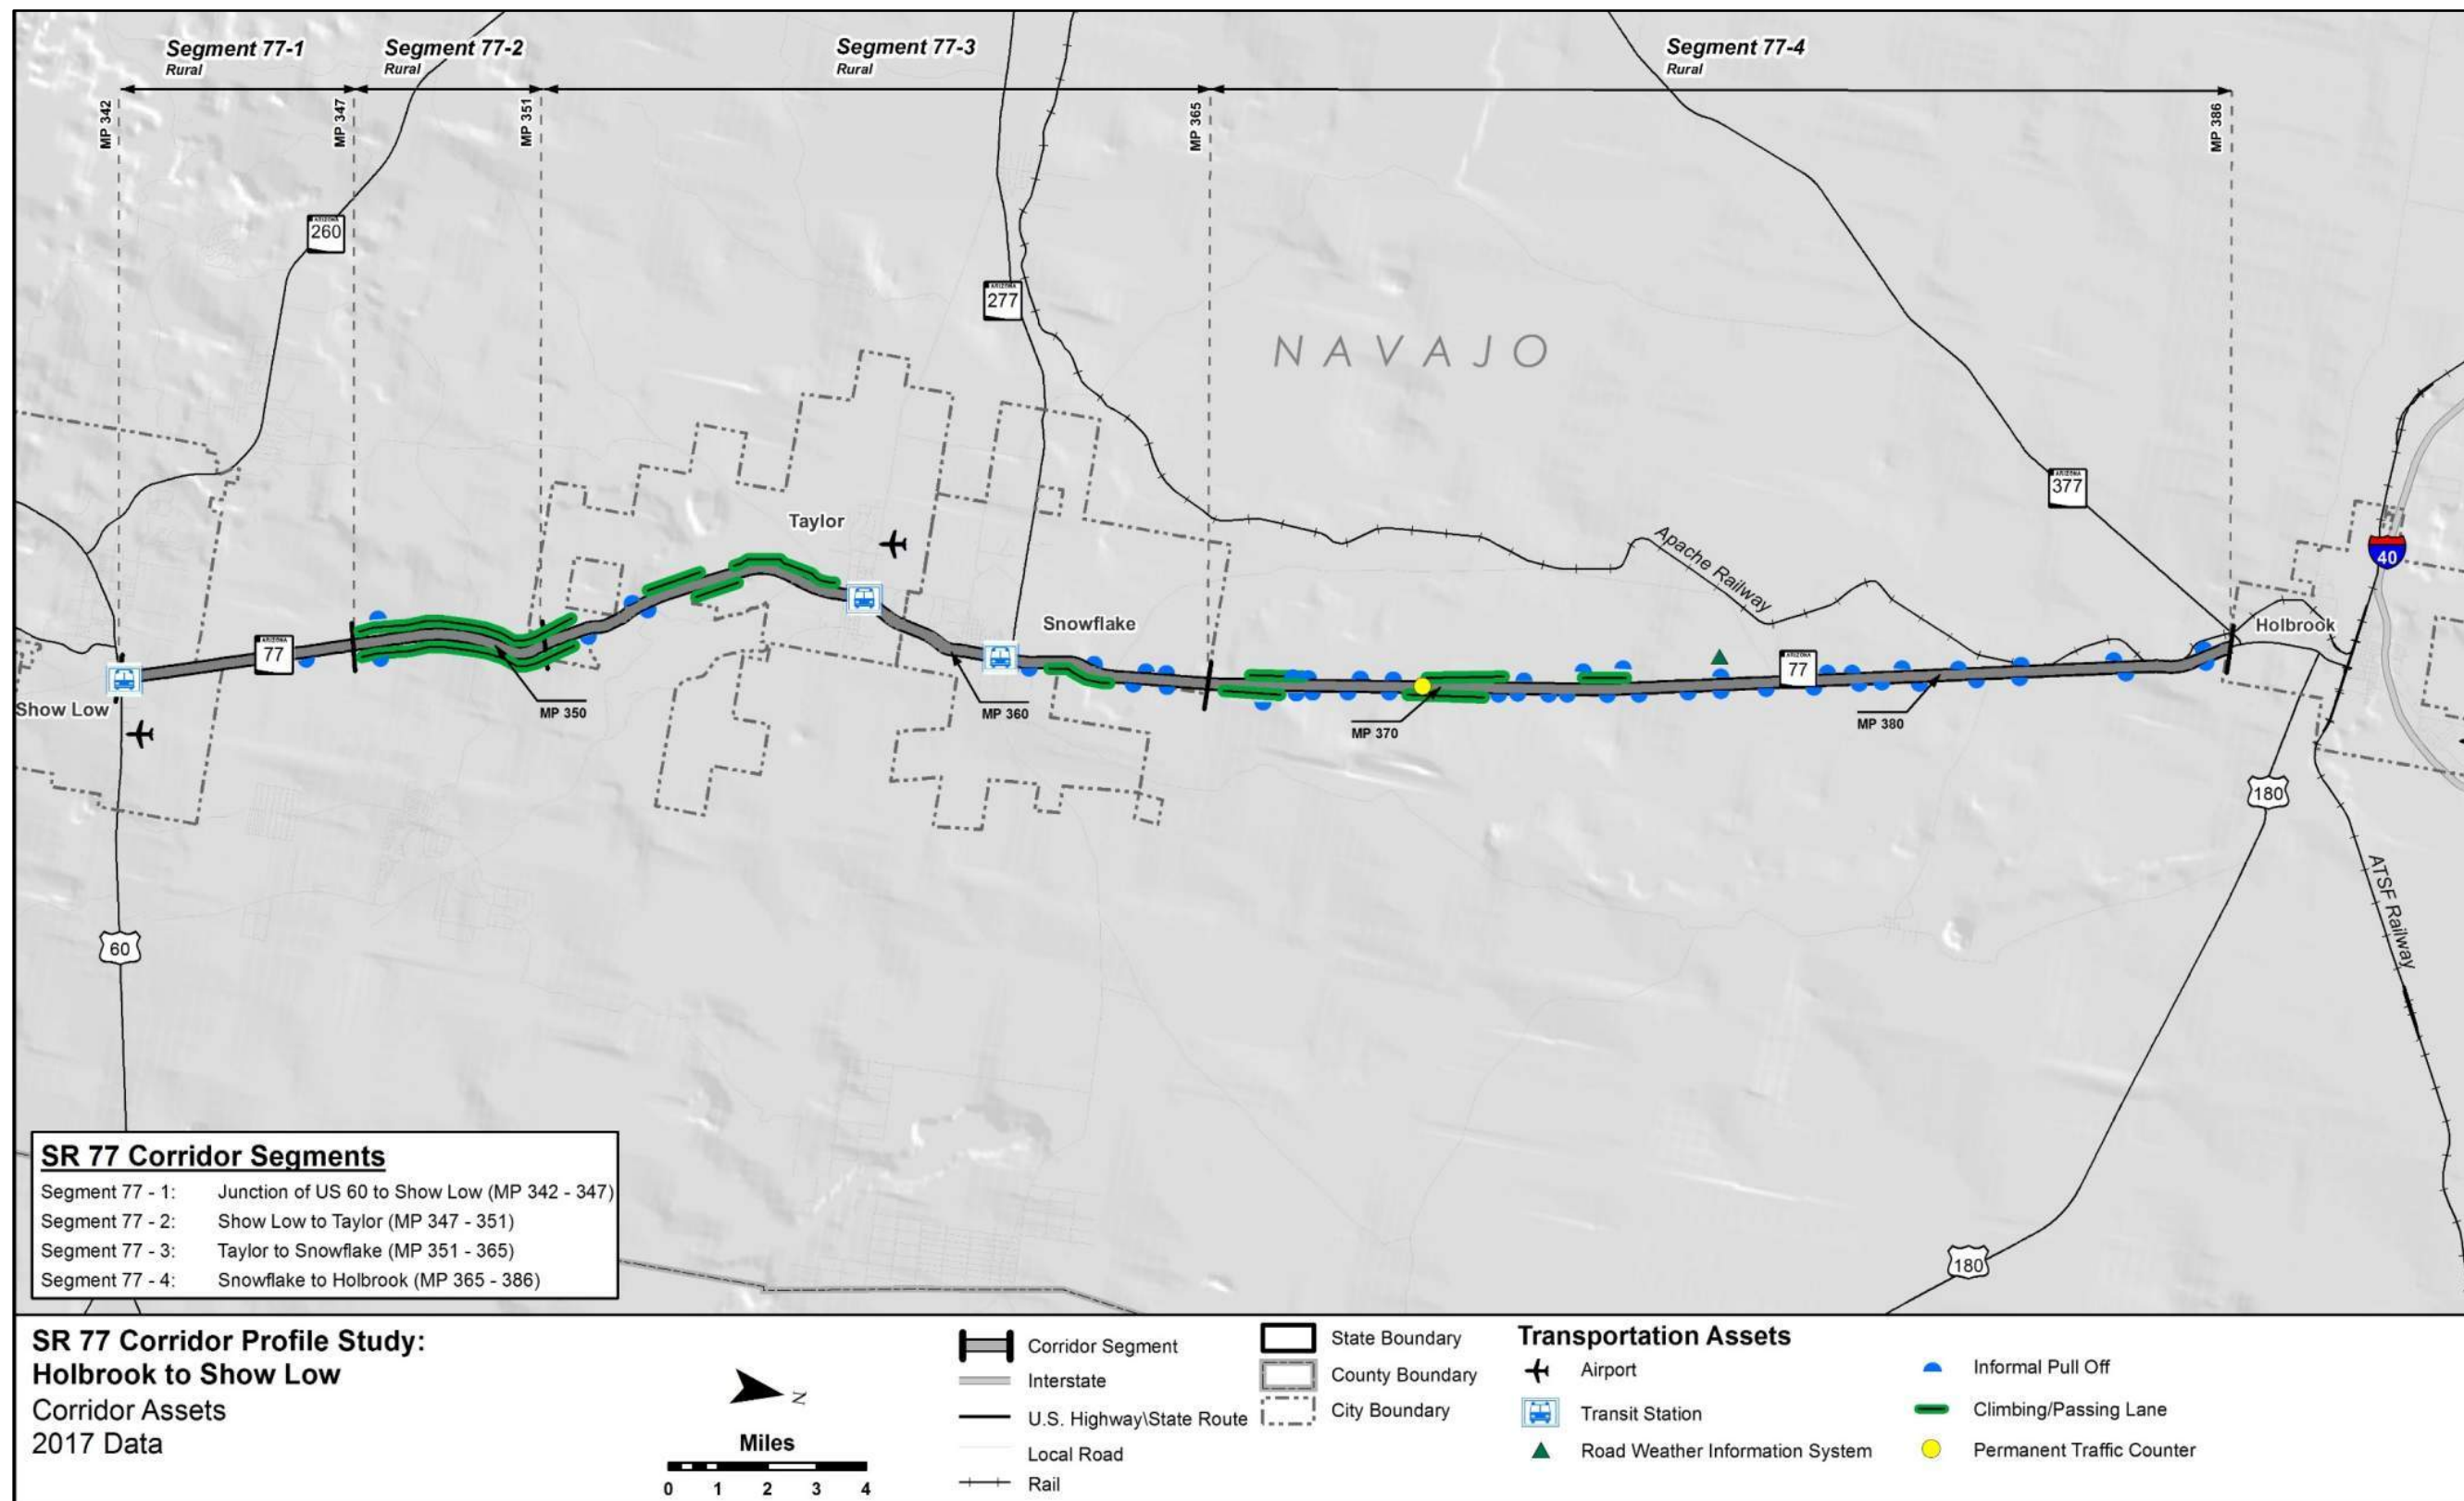 Segment 77-1
Rural
Segment 77-2
Rural
Segment 77-3
Rural
Segment 77-4
Rural
MP 342
MP 347
MP 351
MP 365
MP 386
ARIZONA
260
ARIZONA
277
NAVAJO
ARIZONA
377
Taylor
40
Apache Railway
Snowflake
Holbrook
ARIZONA
77
ARIZONA
77
Show Low
MP 350
MP 360
MP 370
MP 380
180
60
ATSF Railway
180
SR 77 Corridor Segments
Segment 77 - 1: Junction of US 60 to Show Low (MP 342 - 347)
Segment 77 - 2: Show Low to Taylor (MP 347 - 351)
Segment 77 - 3: Taylor to Snowflake (MP 351 - 365)
Segment 77 - 4: Snowflake to Holbrook (MP 365 - 386)
SR 77 Corridor Profile Study:
Holbrook to Show Low
Corridor Assets
2017 Data
N
Miles
0 1 2 3 4
Corridor Segment
Interstate
U.S. Highway\State Route
Local Road
Rail
State Boundary
County Boundary
City Boundary
Transportation Assets
Airport
Transit Station
Road Weather Information System
Informal Pull Off
Climbing/Passing Lane
Permanent Traffic Counter